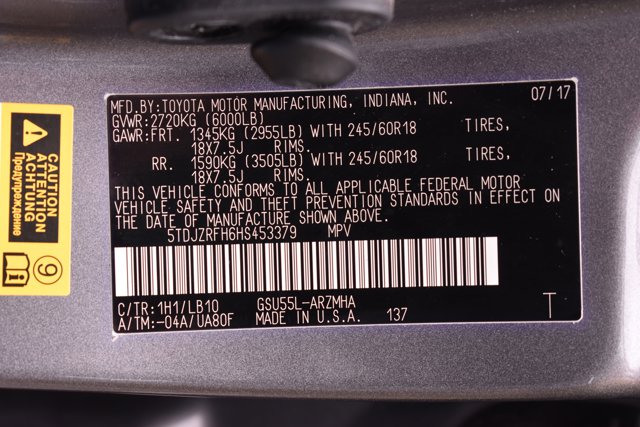 MFD.BY:TOYOTA MOTOR MANUFACTURING, INDIANA, INC. 07/17
GVWR:2720KG (6000LB)
GAWR:FRT. 1345KG (2955LB) WITH 245/60R18 TIRES,
18X7.5J RIMS.
RR. 1590KG (3505LB) WITH 245/60R18 TIRES,
18X7.5J RIMS.
THIS VEHICLE CONFORMS TO ALL APPLICABLE FEDERAL MOTOR
VEHICLE SAFETY AND THEFT PREVENTION STANDARDS IN EFFECT ON
THE DATE OF MANUFACTURE SHOWN ABOVE.
5TDJZRFH6HS453379 MPV
C/TR:1H1/LB10 GSU55L-ARZMHA
A/TM:-04A/UA80F MADE IN U.S.A. 137 T
CAUTION
ATTENTION
ACHTUNG
Предупреждение
9